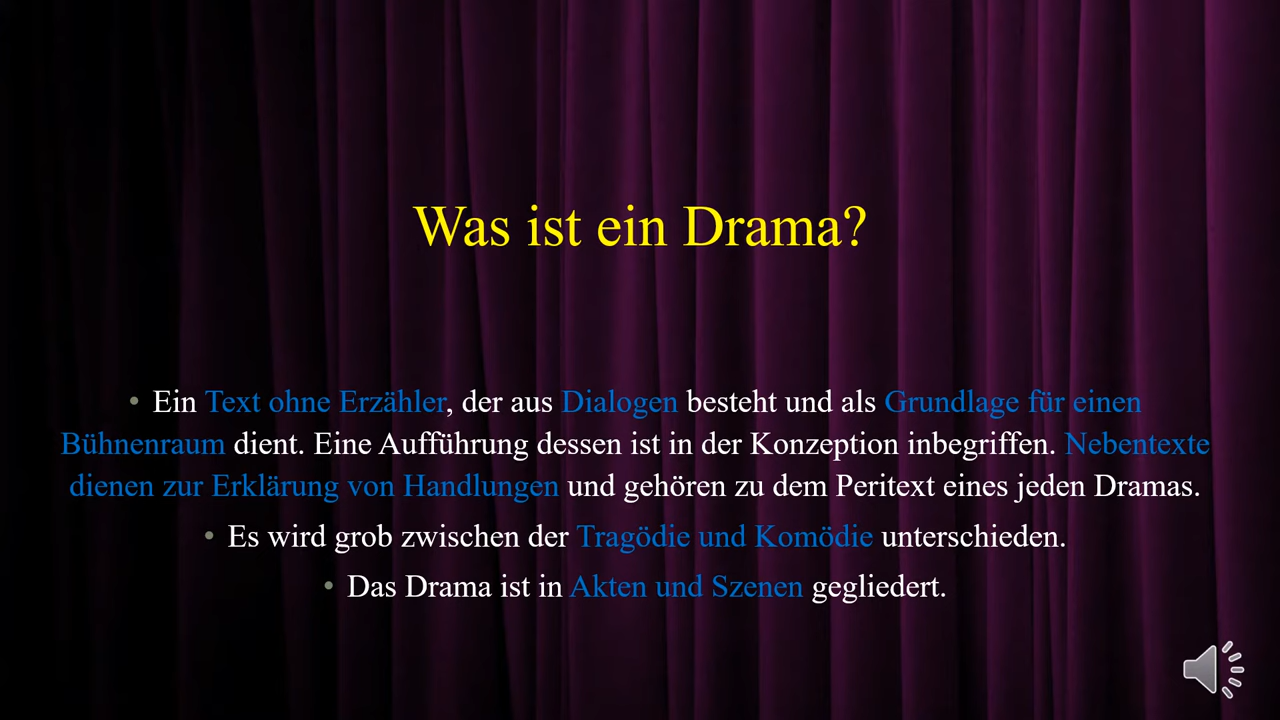 Was ist ein Drama?
• Ein Text ohne Erzähler, der aus Dialogen besteht und als Grundlage für einen
Bühnenraum dient. Eine Aufführung dessen ist in der Konzeption inbegriffen. Nebentexte
dienen zur Erklärung von Handlungen und gehören zu dem Peritext eines jeden Dramas.
• Es wird grob zwischen der Tragödie und Komödie unterschieden.
• Das Drama ist in Akten und Szenen gegliedert.